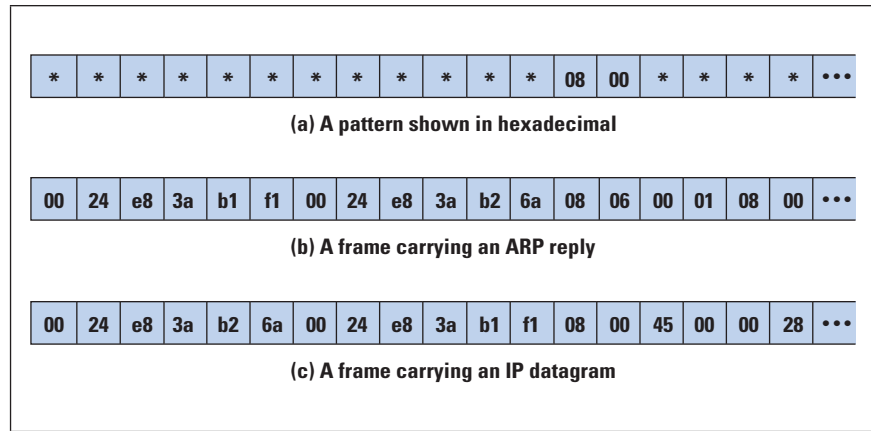 * * * * * * * * * * * * 08 00 * * * * •••
(a) A pattern shown in hexadecimal
00 24 e8 3a b1 f1 00 24 e8 3a b2 6a 08 06 00 01 08 00 •••
(b) A frame carrying an ARP reply
00 24 e8 3a b2 6a 00 24 e8 3a b1 f1 08 00 45 00 00 28 •••
(c) A frame carrying an IP datagram